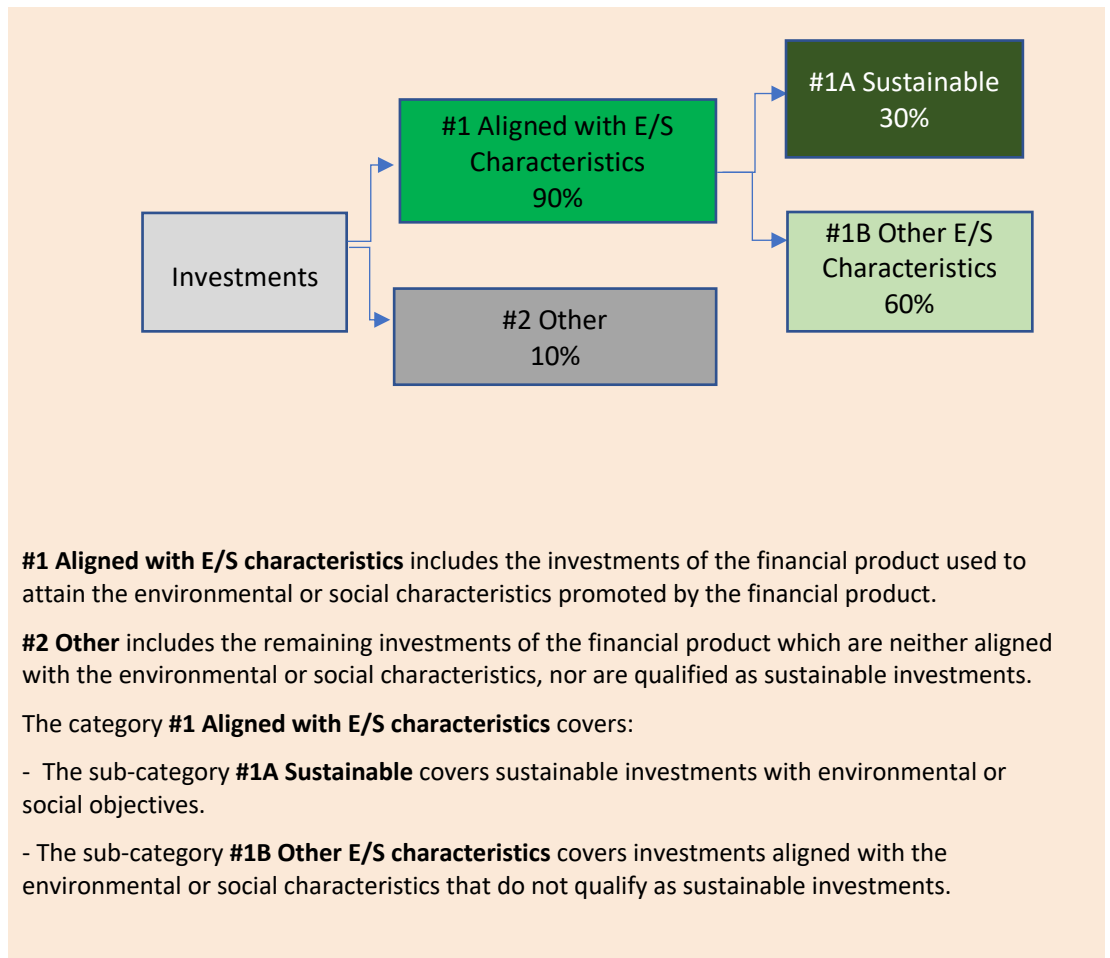 #1A Sustainable
30%
#1 Aligned with E/S
Characteristics
90%
#1B Other E/S
Characteristics
60%
Investments
#2 Other
10%
#1 Aligned with E/S characteristics includes the investments of the financial product used to
attain the environmental or social characteristics promoted by the financial product.
#2 Other includes the remaining investments of the financial product which are neither aligned
with the environmental or social characteristics, nor are qualified as sustainable investments.
The category #1 Aligned with E/S characteristics covers:
- The sub-category #1A Sustainable covers sustainable investments with environmental or
social objectives.
- The sub-category #1B Other E/S characteristics covers investments aligned with the
environmental or social characteristics that do not qualify as sustainable investments.